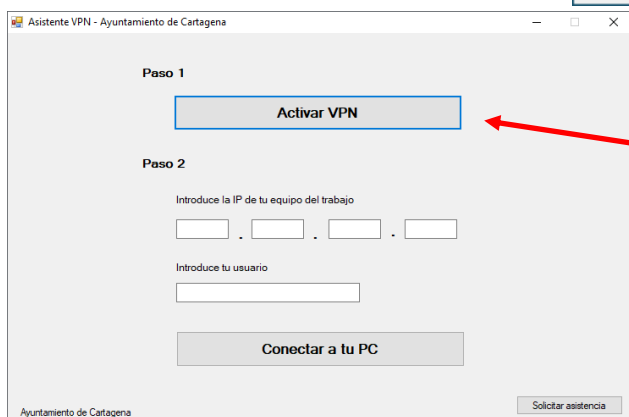 Asistente VPN - Ayuntamiento de Cartagena
Paso 1
Activar VPN
Paso 2
Introduce la IP de tu equipo del trabajo
. . .
Introduce tu usuario
Conectar a tu PC
Ayuntamiento de Cartagena
Solicitar asistencia